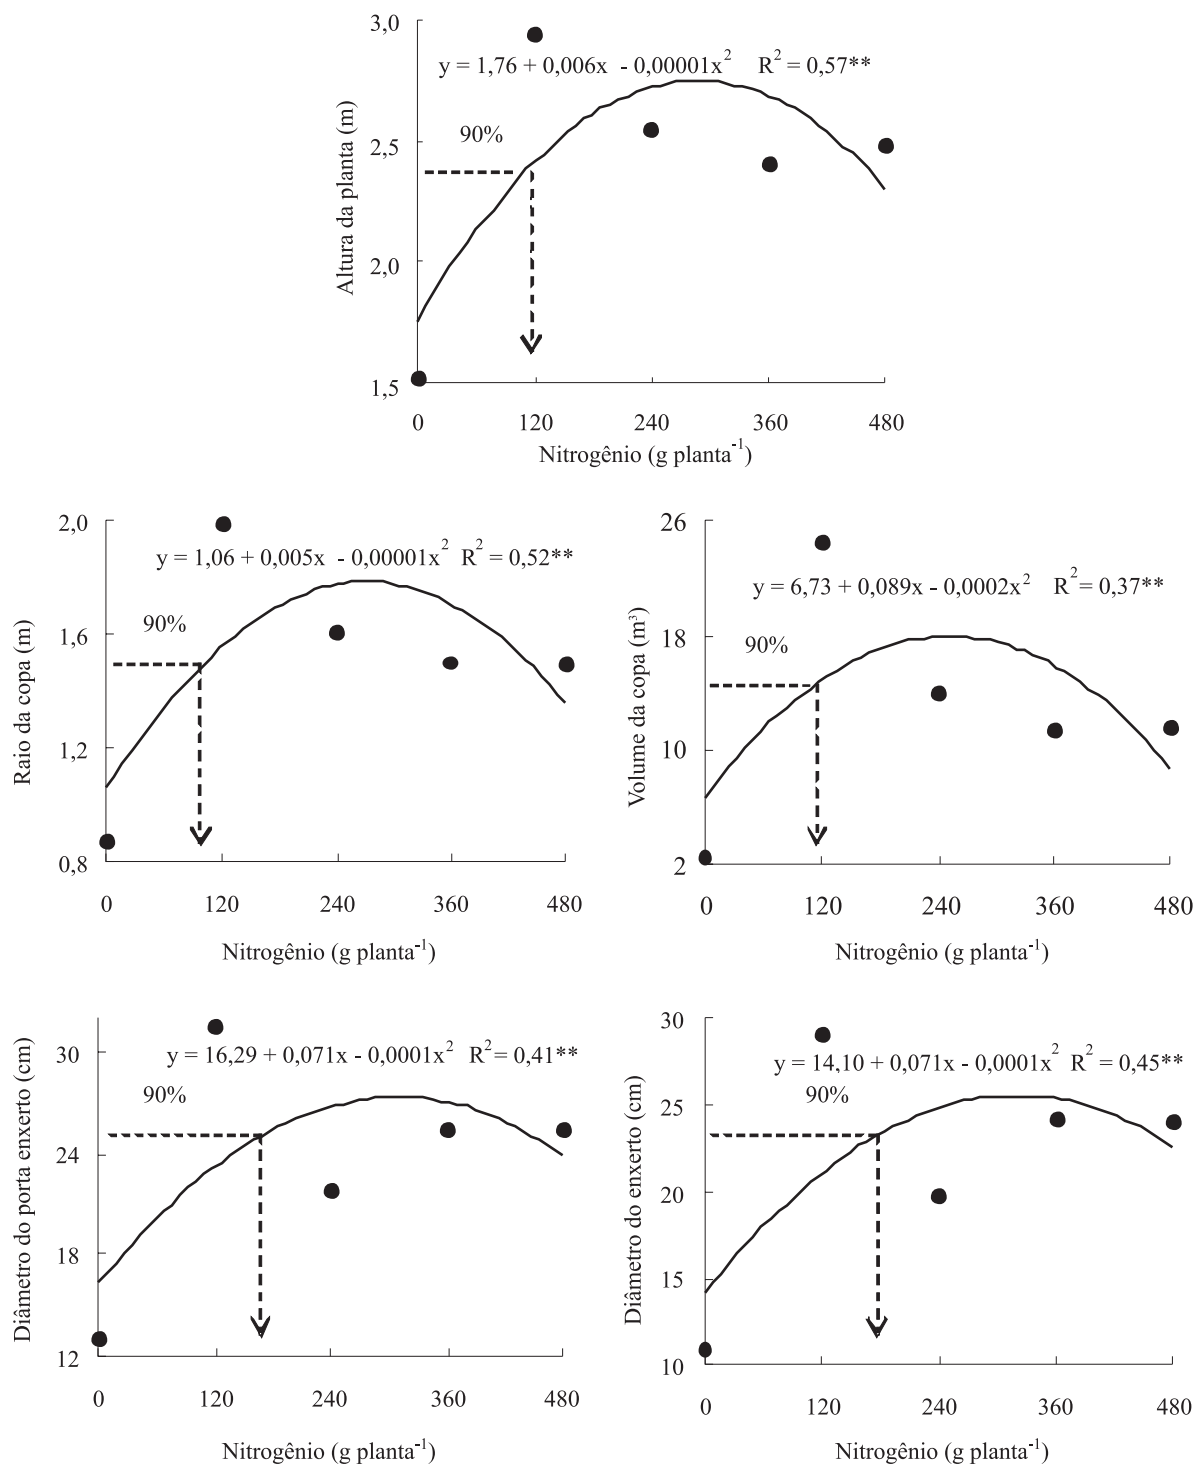 3,0
y = 1,76 + 0,006x - 0,00001x² R² = 0,57**
90%
2,5
2,0
1,5
Altura da planta (m)
0 120 240 360 480
Nitrogênio (g planta⁻¹)
2,0
y = 1,06 + 0,005x - 0,00001x² R² = 0,52**
90%
1,6
1,2
0,8
Raio da copa (m)
0 120 240 360 480
Nitrogênio (g planta⁻¹)
26
y = 6,73 + 0,089x - 0,0002x² R² = 0,37**
18
90%
10
2
Volume da copa (m³)
0 120 240 360 480
Nitrogênio (g planta⁻¹)
30
y = 16,29 + 0,071x - 0,0001x² R² = 0,41**
90%
24
18
12
Diâmetro do porta enxerto (cm)
0 120 240 360 480
Nitrogênio (g planta⁻¹)
30
y = 14,10 + 0,071x - 0,0001x² R² = 0,45**
90%
25
20
15
10
Diâmetro do enxerto (cm)
0 120 240 360 480
Nitrogênio (g planta⁻¹)